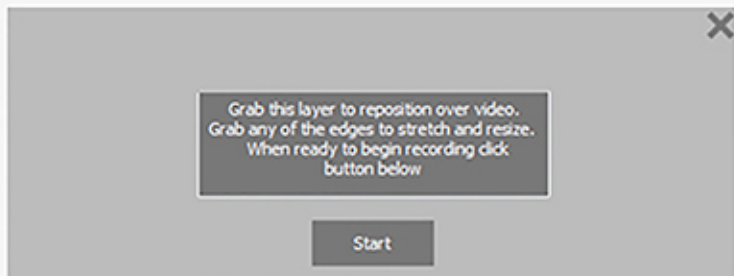 Grab this layer to reposition over video.
Grab any of the edges to stretch and resize.
When ready to begin recording click
button below
Start